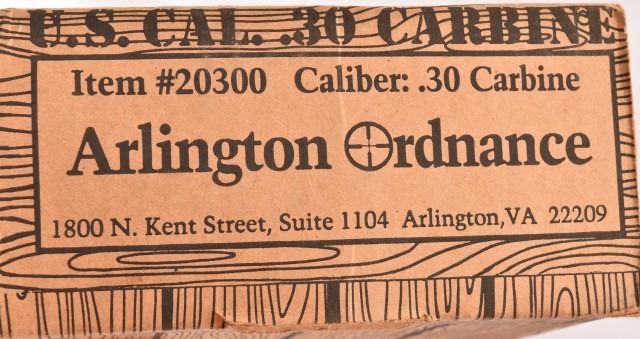 U.S. CAL. .30 CARBINE
Item #20300 Caliber: .30 Carbine
Arlington Ordnance
1800 N. Kent Street, Suite 1104 Arlington,VA 22209